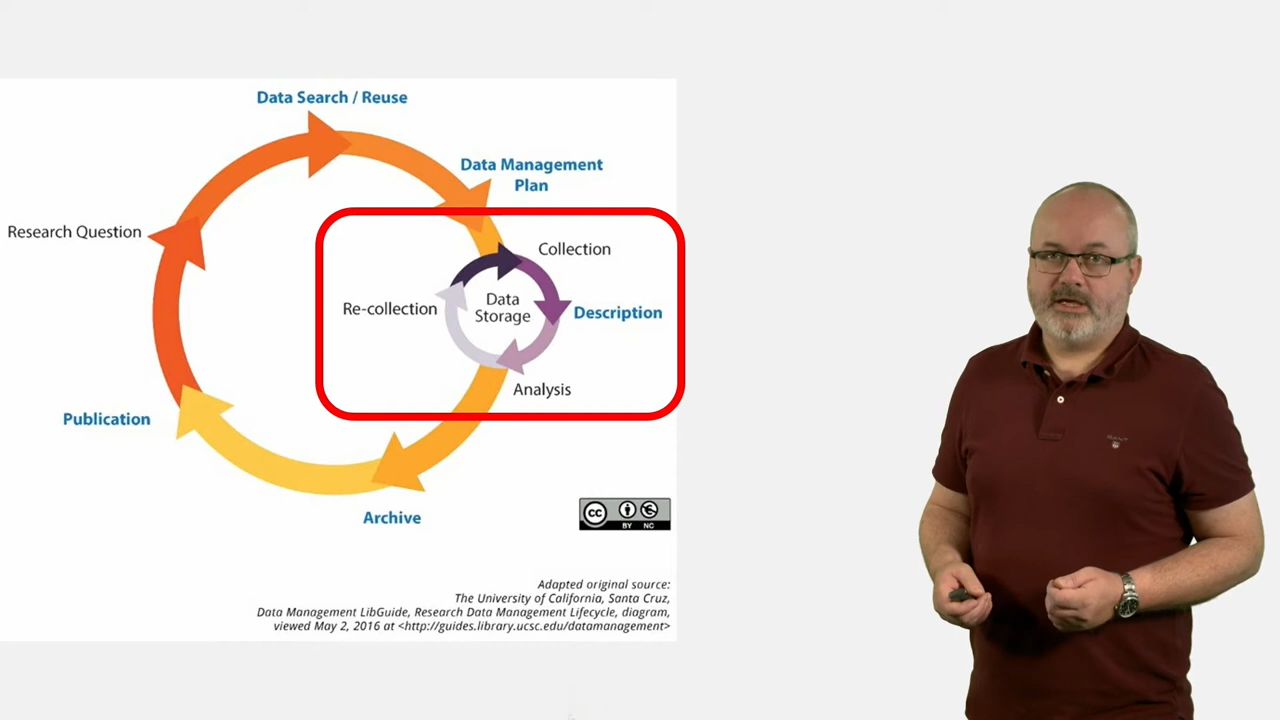 Data Search / Reuse
Data Management
Plan
Research Question
Collection
Re-collection
Data
Storage
Description
Analysis
Publication
Archive
CC
BY NC
Adapted original source:
The University of California, Santa Cruz,
Data Management LibGuide, Research Data Management Lifecycle, diagram,
viewed May 2, 2016 at <http://guides.library.ucsc.edu/datamanagement>
GANT